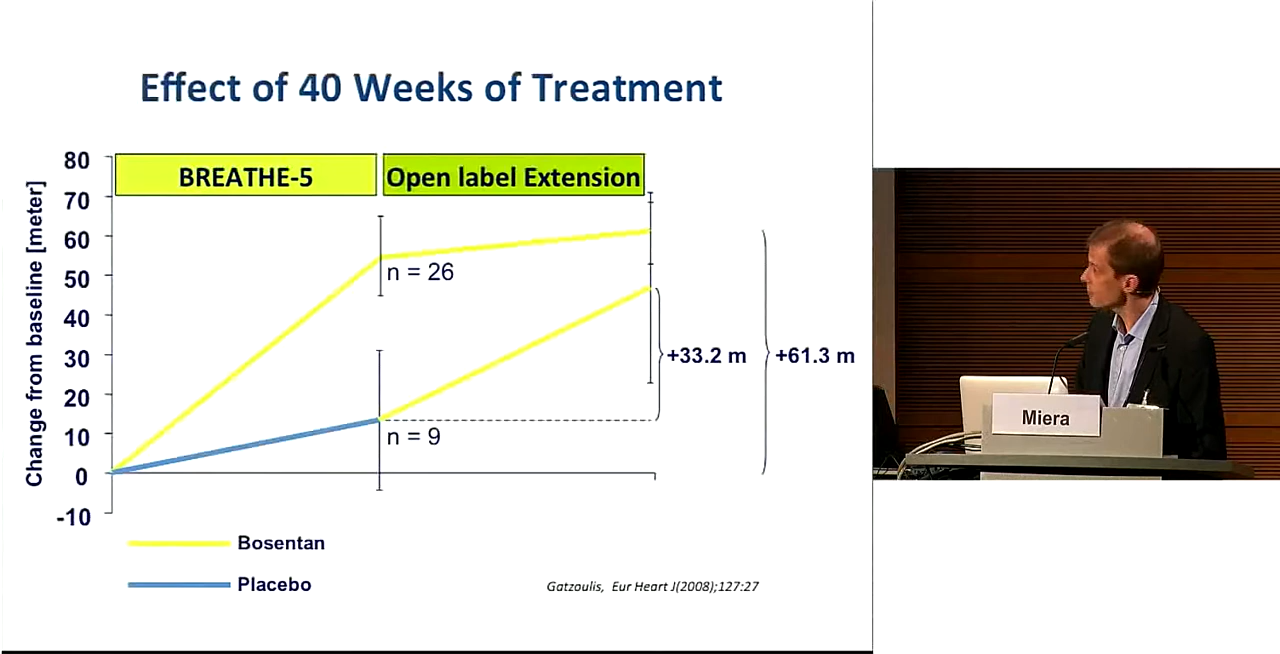 Effect of 40 Weeks of Treatment
Change from baseline [meter]
80
70
60
50
40
30
20
10
0
-10
BREATHE-5
Open label Extension
n = 26
n = 9
+33.2 m
+61.3 m
Bosentan
Placebo
Gatzoulis, Eur Heart J(2008);127:27
Miera